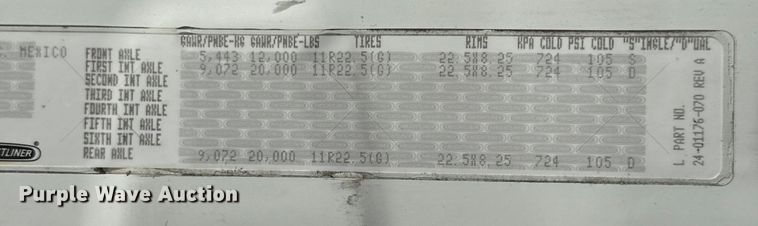 GAWR/PNBE-KG GAWR/PNBE-LBS TIRES RIMS KPA COLD PSI COLD "S"INGLE/"D"UAL
MEXICO FRONT AXLE 5,443 12,000 11R22.5(G) 22.5X8.25 724 105 S
FIRST INT AXLE 9,072 20,000 11R22.5(G) 22.5X8.25 724 105 D
SECOND INT AXLE
THIRD INT AXLE
FOURTH INT AXLE
FIFTH INT AXLE
SIXTH INT AXLE
REAR AXLE 9,072 20,000 11R22.5(G) 22.5X8.25 724 105 D
TLINER
L PART NO.
24-01176-070 REV A
Purple Wave Auction